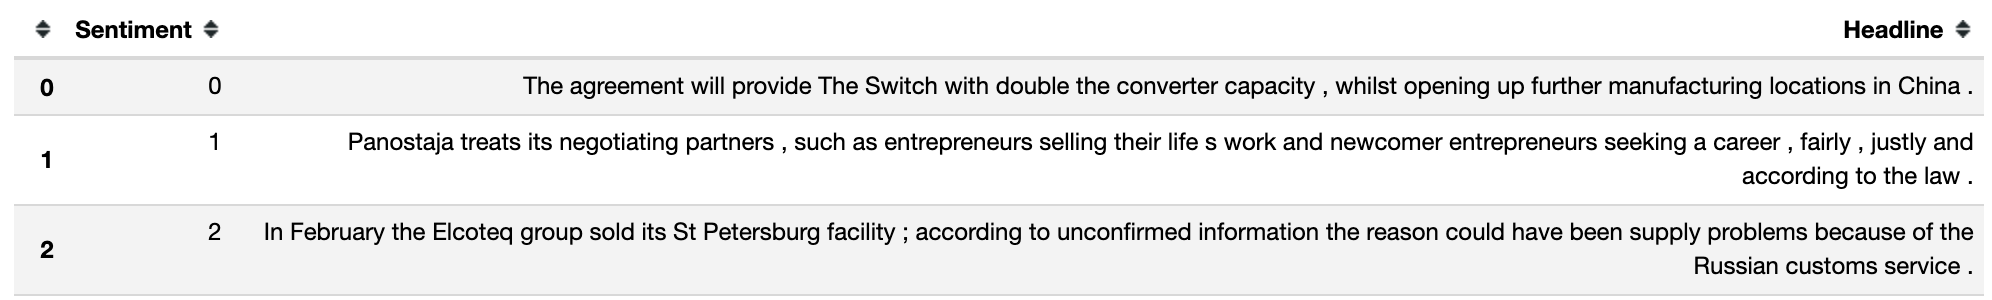 Sentiment Headline
0 0 The agreement will provide The Switch with double the converter capacity , whilst opening up further manufacturing locations in China .
1 1 Panostaja treats its negotiating partners , such as entrepreneurs selling their life s work and newcomer entrepreneurs seeking a career , fairly , justly and
according to the law .
2 2 In February the Elcoteq group sold its St Petersburg facility ; according to unconfirmed information the reason could have been supply problems because of the
Russian customs service .